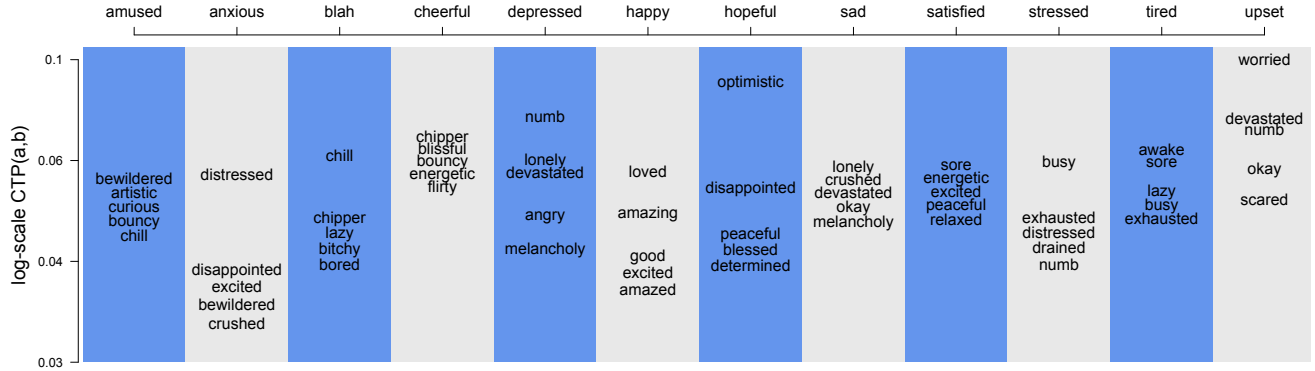 amused anxious blah cheerful depressed happy hopeful sad satisfied stressed tired upset
log-scale CTP(a,b)
0.1
0.06
0.04
0.03
bewildered
artistic
curious
bouncy
chill
distressed
disappointed
excited
bewildered
crushed
chill
chipper
lazy
bitchy
bored
chipper
blissful
bouncy
energetic
flirty
numb
lonely
devastated
angry
melancholy
loved
amazing
good
excited
amazed
optimistic
disappointed
peaceful
blessed
determined
lonely
crushed
devastated
okay
melancholy
sore
energetic
excited
peaceful
relaxed
busy
exhausted
distressed
drained
numb
awake
sore
lazy
busy
exhausted
worried
devastated
numb
okay
scared